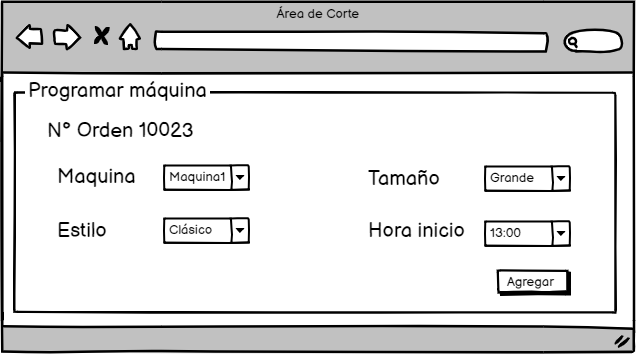 Área de Corte
Programar máquina
N° Orden 10023
Maquina Maquina1 Tamaño Grande
Estilo Clásico Hora inicio 13:00
Agregar